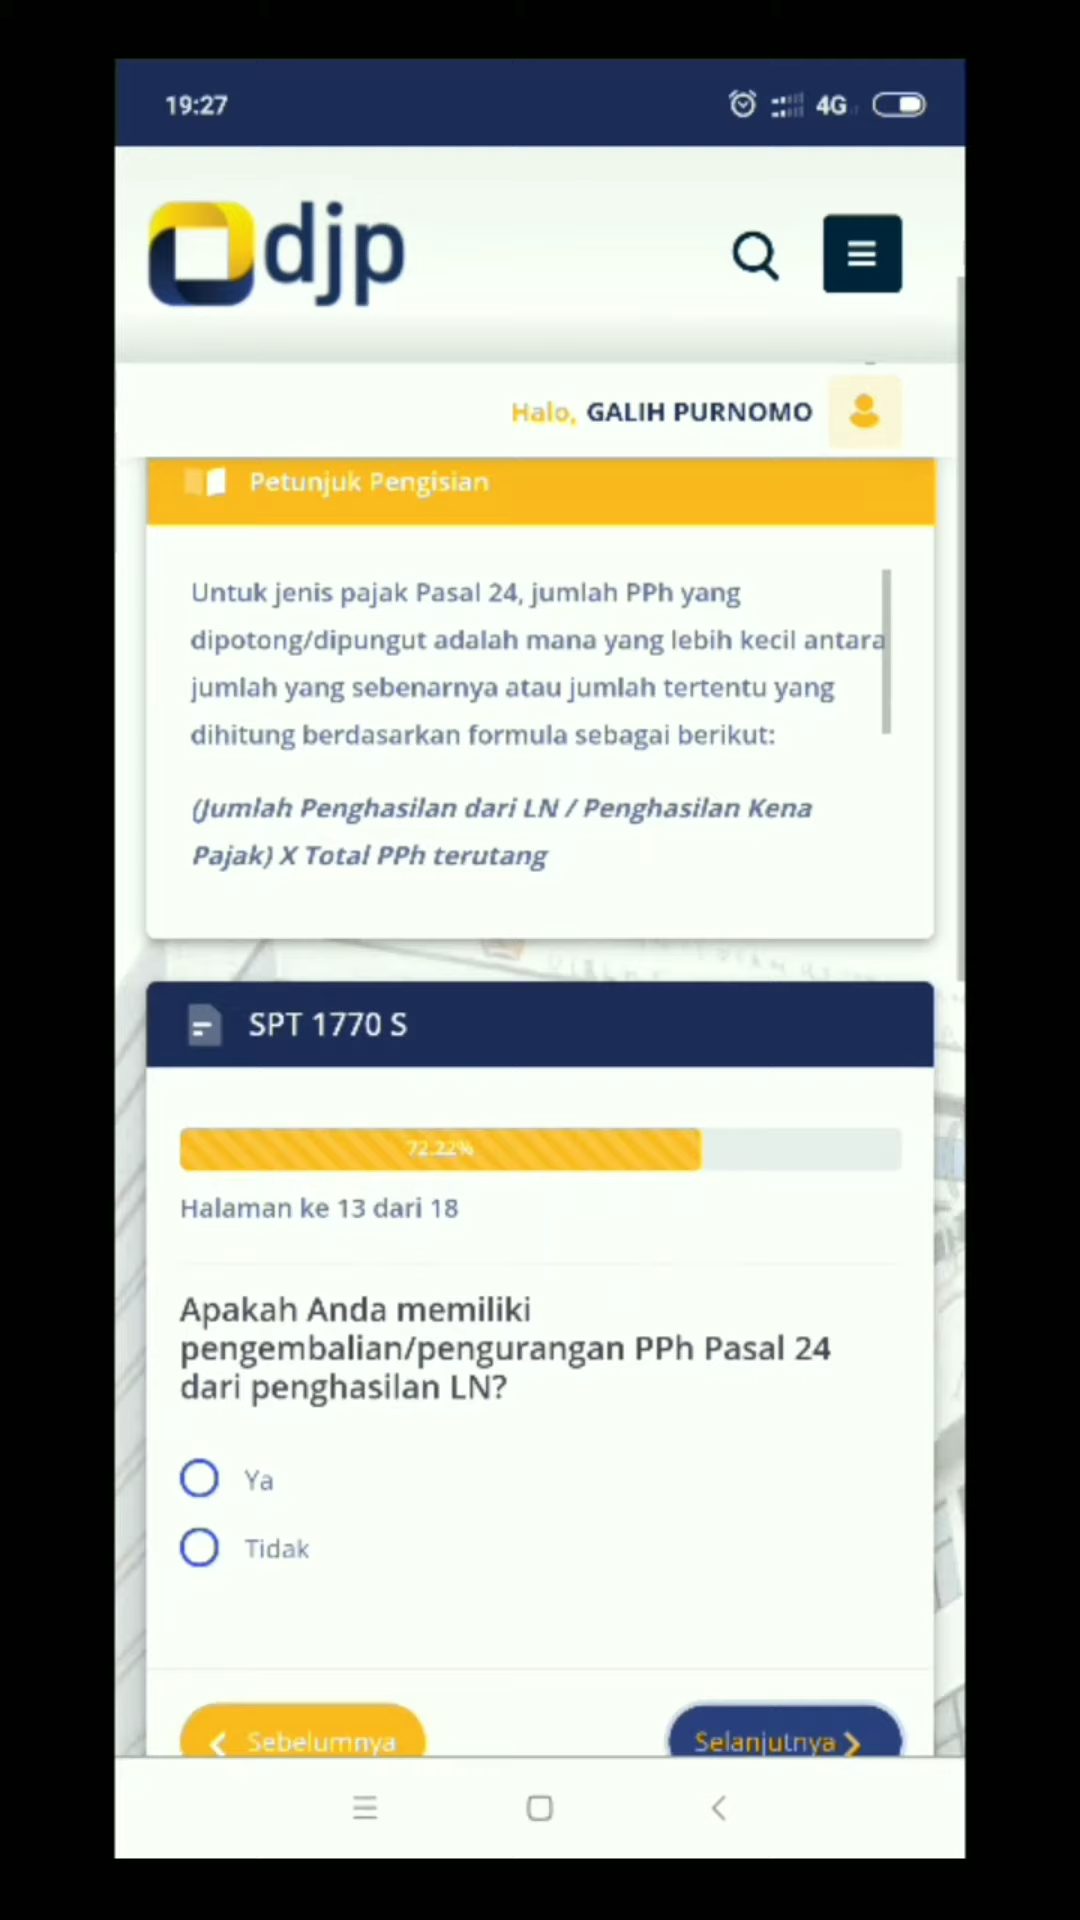 19:27
4G
djp
Halo, GALIH PURNOMO
Petunjuk Pengisian
Untuk jenis pajak Pasal 24, jumlah PPh yang
dipotong/dipungut adalah mana yang lebih kecil antara
jumlah yang sebenarnya atau jumlah tertentu yang
dihitung berdasarkan formula sebagai berikut:
(Jumlah Penghasilan dari LN / Penghasilan Kena
Pajak) X Total PPh terutang
SPT 1770 S
72.22%
Halaman ke 13 dari 18
Apakah Anda memiliki
pengembalian/pengurangan PPh Pasal 24
dari penghasilan LN?
Ya
Tidak
Sebelumnya
Selanjutnya